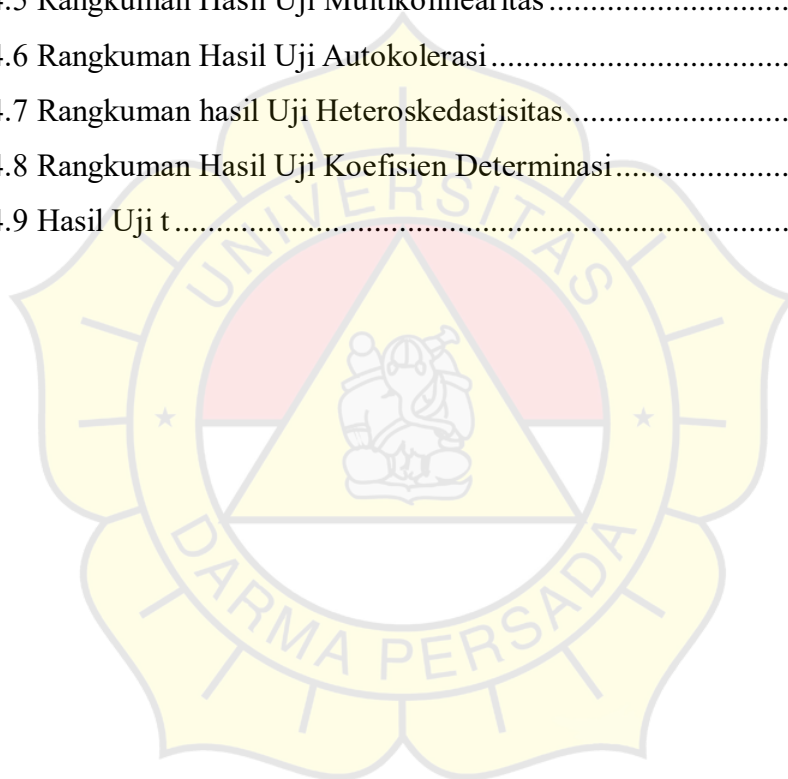 4.5 Rangkuman Hasil Uji Multikolinearitas....................................
4.6 Rangkuman Hasil Uji Autokolerasi....................................
4.7 Rangkuman hasil Uji Heteroskedastisitas............................
4.8 Rangkuman Hasil Uji Koefisien Determinasi......................
4.9 Hasil Uji t..............................................................................
UNIVERSITAS
DARMA PERSADA